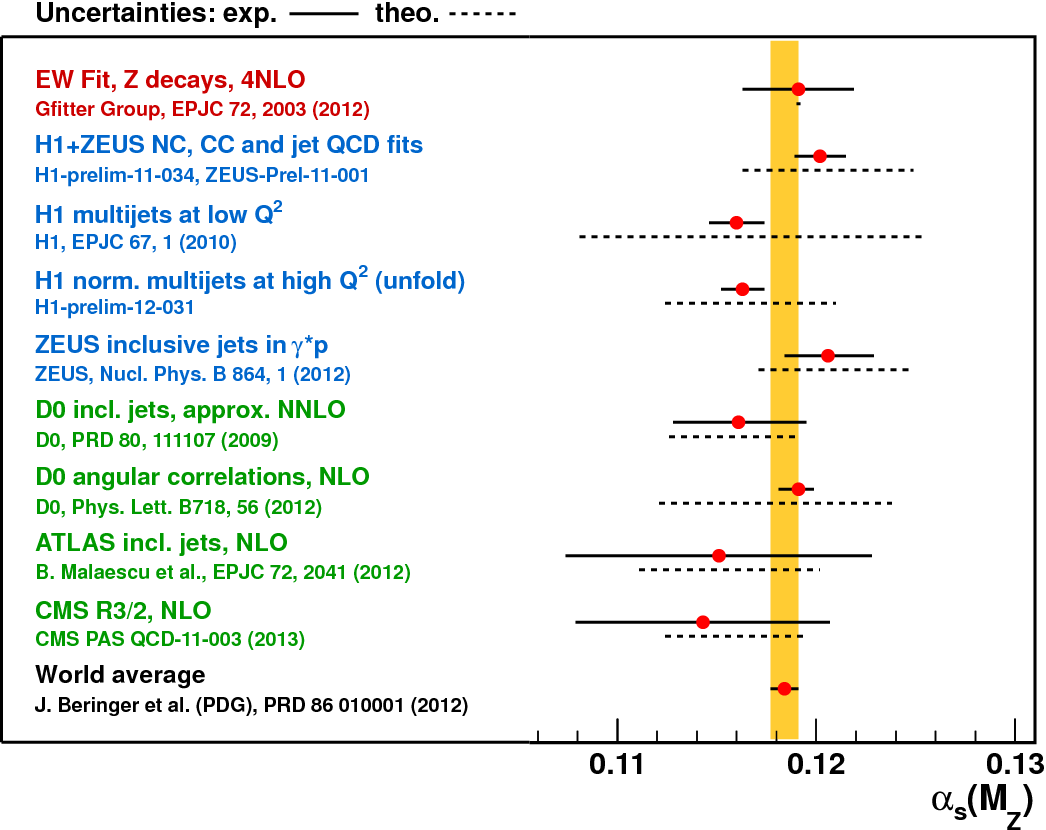 Uncertainties: exp. theo.
EW Fit, Z decays, 4NLO
Gfitter Group, EPJC 72, 2003 (2012)
H1+ZEUS NC, CC and jet QCD fits
H1-prelim-11-034, ZEUS-Prel-11-001
H1 multijets at low Q²
H1, EPJC 67, 1 (2010)
H1 norm. multijets at high Q² (unfold)
H1-prelim-12-031
ZEUS inclusive jets in γ*p
ZEUS, Nucl. Phys. B 864, 1 (2012)
D0 incl. jets, approx. NNLO
D0, PRD 80, 111107 (2009)
D0 angular correlations, NLO
D0, Phys. Lett. B718, 56 (2012)
ATLAS incl. jets, NLO
B. Malaescu et al., EPJC 72, 2041 (2012)
CMS R3/2, NLO
CMS PAS QCD-11-003 (2013)
World average
J. Beringer et al. (PDG), PRD 86 010001 (2012)
0.11 0.12 0.13
αs(MZ)